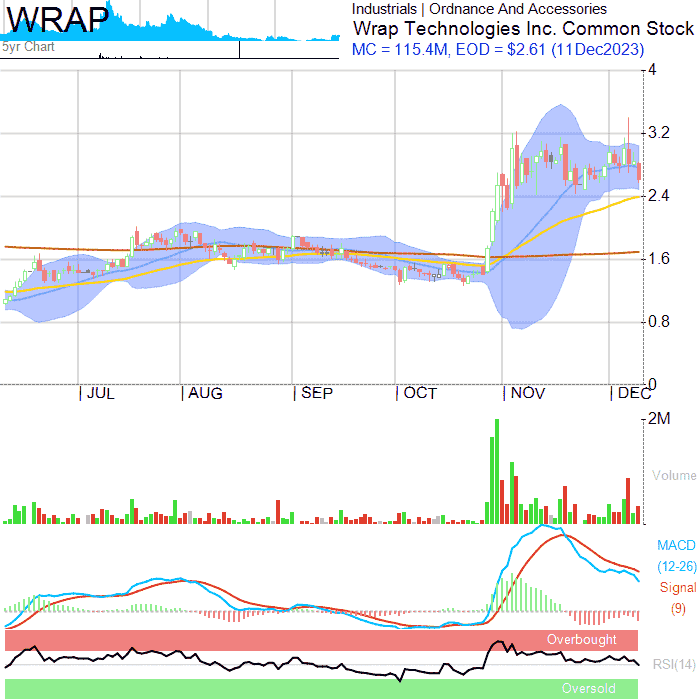 WRAP
5yr Chart
Industrials | Ordnance And Accessories
Wrap Technologies Inc. Common Stock
MC = 115.4M, EOD = $2.61 (11Dec2023)
4
3.2
2.4
1.6
0.8
0
JUL AUG SEP OCT NOV DEC
2M
Volume
MACD
(12-26)
Signal
(9)
Overbought
RSI(14)
Oversold